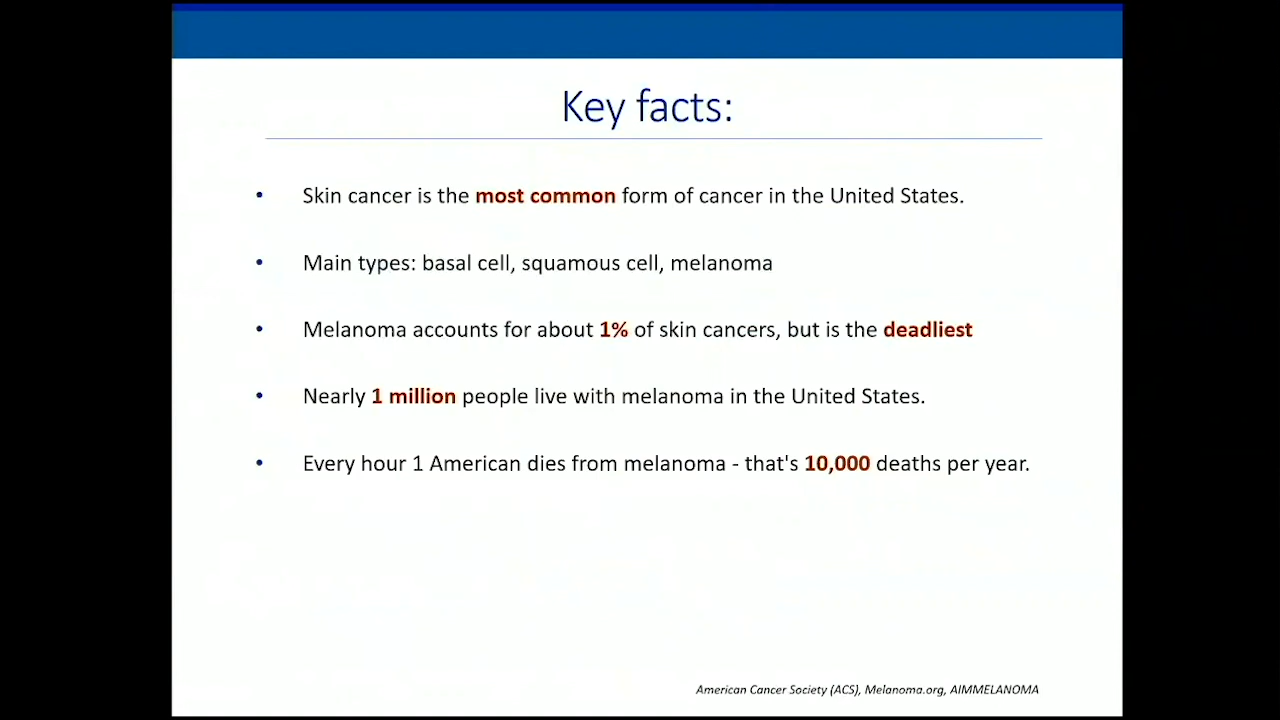 Key facts:
• Skin cancer is the most common form of cancer in the United States.
• Main types: basal cell, squamous cell, melanoma
• Melanoma accounts for about 1% of skin cancers, but is the deadliest
• Nearly 1 million people live with melanoma in the United States.
• Every hour 1 American dies from melanoma - that's 10,000 deaths per year.
American Cancer Society (ACS), Melanoma.org, AIMMELANOMA